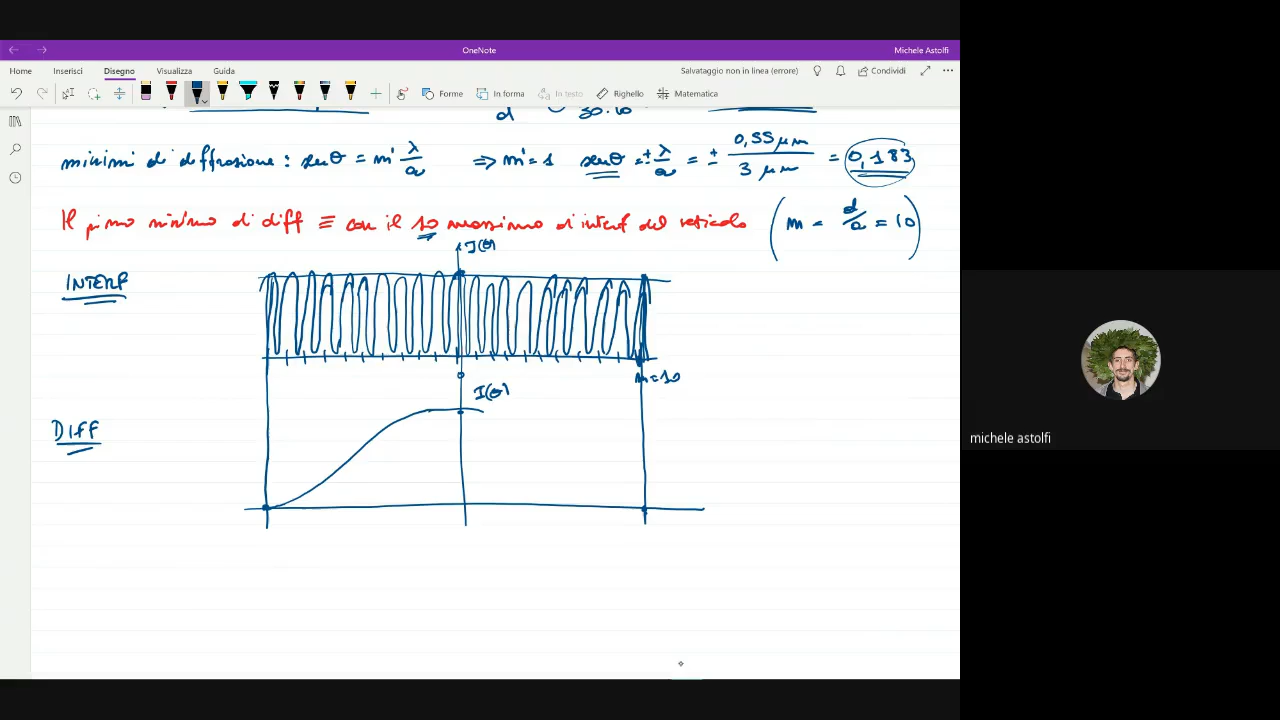 OneNote
Michele Astolfi
Home Inserisci Disegno Visualizza Guida
Salvataggio non in linea (errore) Condividi
Forme In forma In testo Righello Matematica
d 30·10
minimi di diffrazione : senθ = m' λ/a ⇒ m'=1 senθ = ± λ/a = ± 0,55 μm / 3 μm = 0,183
Il primo minimo di diff ≡ con il 10 massimo di interf del reticolo ( m = d/a = 10 )
I(θ)
INTERF
m=10
I(θ)
DIFF
michele astolfi